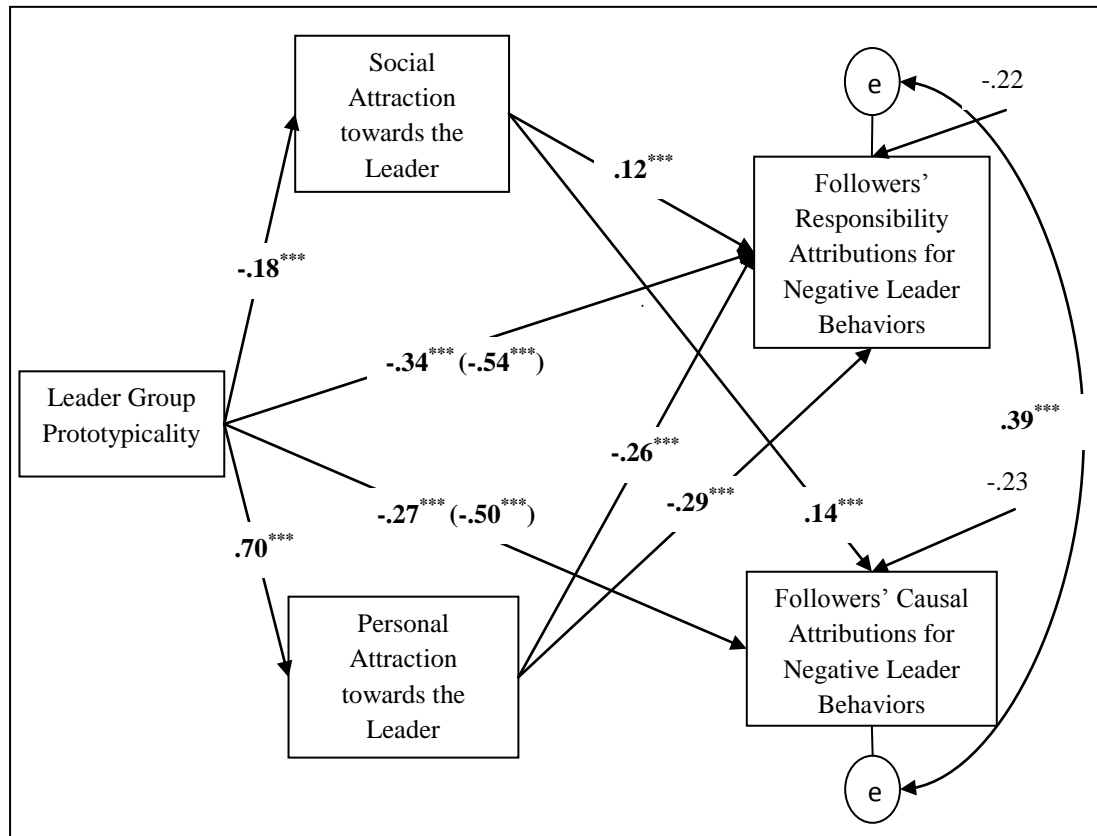 Social
Attraction
towards the
Leader
e
-.22
.12***
Followers’
Responsibility
Attributions for
Negative Leader
Behaviors
-.18***
-.34*** (-.54***)
Leader Group
Prototypicality
-.26***
.39***
-.27*** (-.50***)
-.29***
.14***
-.23
.70***
Personal
Attraction
towards the
Leader
Followers’ Causal
Attributions for
Negative Leader
Behaviors
e